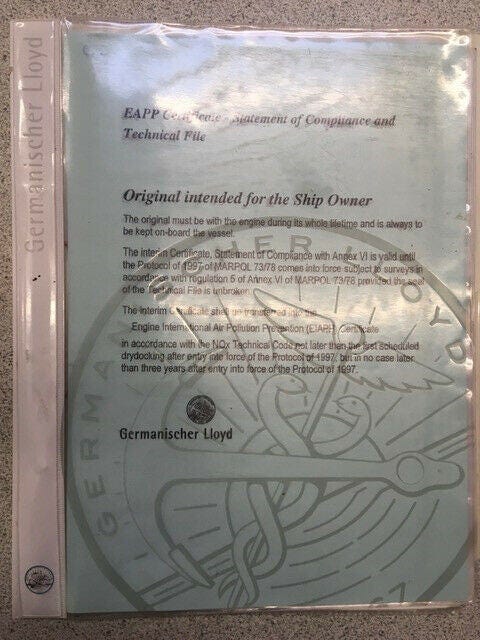 Germanischer Lloyd
EAPP Certificate - Statement of Compliance and
Technical File
Original intended for the Ship Owner
The original must be with the engine during its whole lifetime and is always to
be kept on-board the vessel.
The interim Certificate, Statement of Compliance with Annex VI is valid until
the Protocol of 1997 of MARPOL 73/78 comes into force subject to surveys in
accordance with regulation 5 of Annex VI of MARPOL 73/78 provided the seal
of the Technical File is unbroken.
The Interim Certificate shall be transferred into the
Engine International Air Pollution Prevention (EIAPP) Certificate
in accordance with the NOx Technical Code not later than the first scheduled
drydocking after entry into force of the Protocol of 1997, but in no case later
than three years after entry into force of the Protocol of 1997.
Germanischer Lloyd
GERMANISCHER LLOYD
67